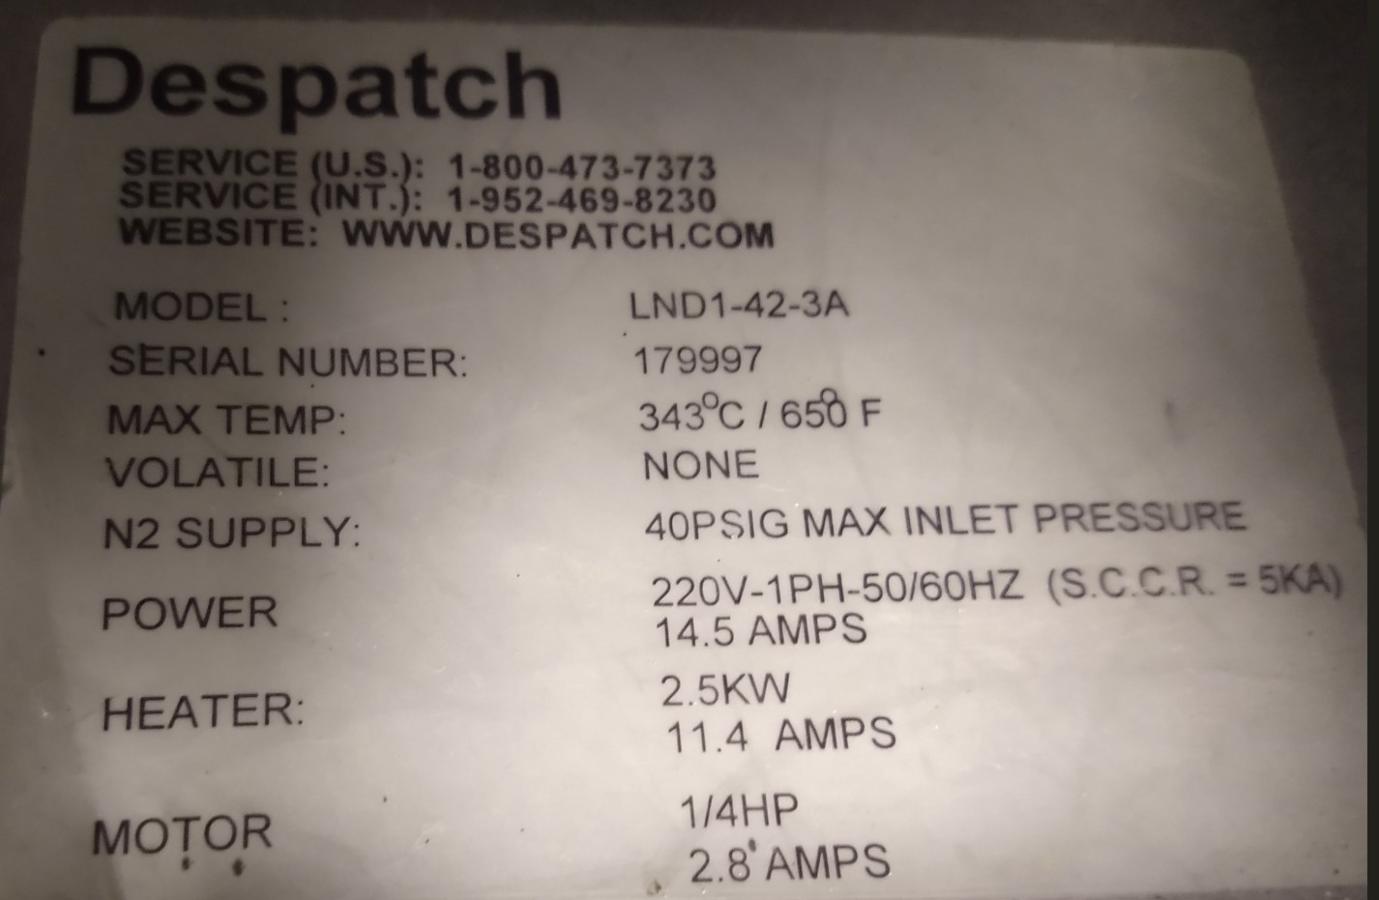 Despatch
SERVICE (U.S.): 1-800-473-7373
SERVICE (INT.): 1-952-469-8230
WEBSITE: WWW.DESPATCH.COM
MODEL : LND1-42-3A
SERIAL NUMBER: 179997
MAX TEMP: 343°C / 650° F
VOLATILE: NONE
N2 SUPPLY: 40PSIG MAX INLET PRESSURE
POWER 220V-1PH-50/60HZ (S.C.C.R. = 5KA)
14.5 AMPS
HEATER: 2.5KW
11.4 AMPS
MOTOR 1/4HP
2.8 AMPS